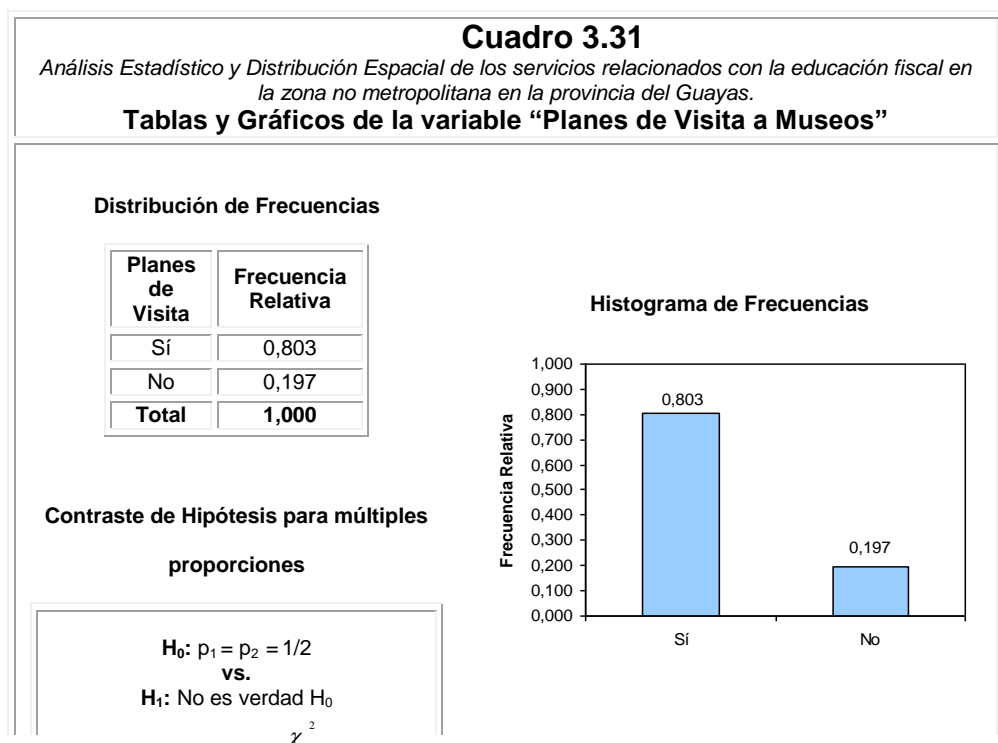 Cuadro 3.31
Análisis Estadístico y Distribución Espacial de los servicios relacionados con la educación fiscal en
la zona no metropolitana en la provincia del Guayas.
Tablas y Gráficos de la variable “Planes de Visita a Museos”
Distribución de Frecuencias
Planes
de
Visita
Frecuencia
Relativa
Sí 0,803
No 0,197
Total 1,000
Contraste de Hipótesis para múltiples
proporciones
H₀: p₁ = p₂ = 1/2
vs.
H₁: No es verdad H₀
χ²
Histograma de Frecuencias
Frecuencia Relativa
1,000
0,900
0,800
0,700
0,600
0,500
0,400
0,300
0,200
0,100
0,000
0,803
0,197
Sí No